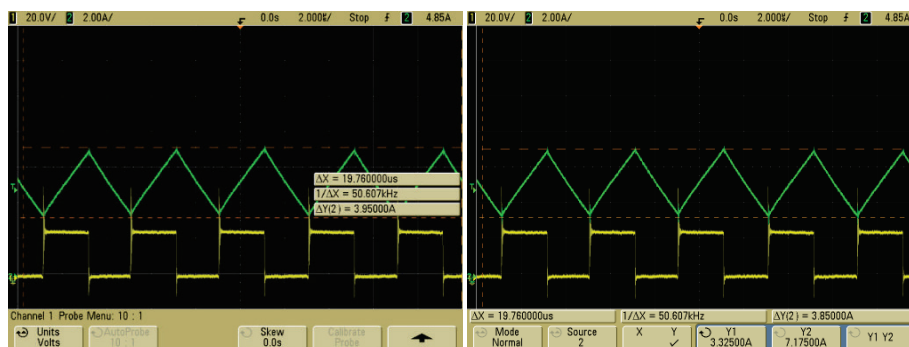 1 20.0V/ 2 2.00A/ 0.0s 2.000%/ Stop 2 4.85A
ΔX = 19.760000us
1/ΔX = 50.607kHz
ΔY(2) = 3.95000A
Channel 1 Probe Menu: 10 : 1
Units
Volts
AutoProbe
10 : 1
Skew
0.0s
Calibrate
Probe
1 20.0V/ 2 2.00A/ 0.0s 2.000%/ Stop 2 4.85A
ΔX = 19.760000us 1/ΔX = 50.607kHz ΔY(2) = 3.85000A
Mode
Normal
Source
2
X Y
✓
Y1
3.32500A
Y2
7.17500A
Y1 Y2